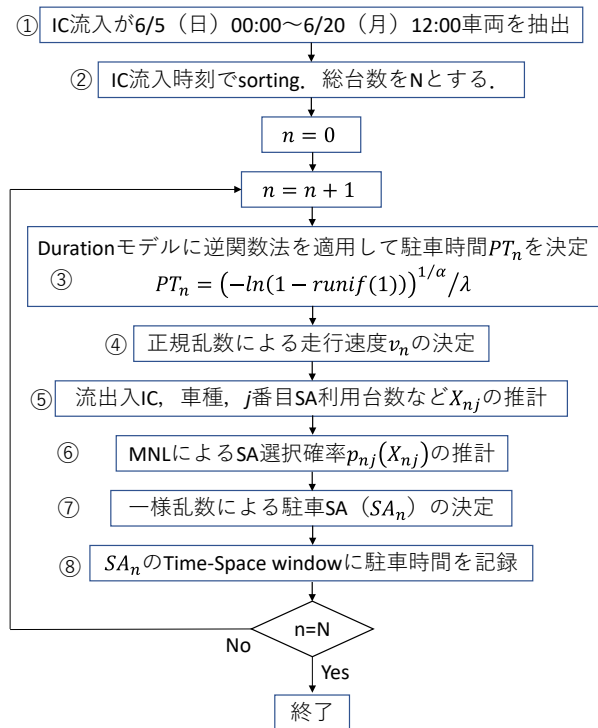 ① IC流入が6/5（日）00:00～6/20（月）12:00車両を抽出
② IC流入時刻でsorting．総台数をNとする．
n = 0
n = n + 1
Durationモデルに逆関数法を適用して駐車時間PTₙを決定
③ PTₙ = (−ln(1 − runif(1)))^{1/α}/λ
④ 正規乱数による走行速度vₙの決定
⑤ 流出入IC，車種，j番目SA利用台数などXₙⱼの推計
⑥ MNLによるSA選択確率pₙⱼ(Xₙⱼ)の推計
⑦ 一様乱数による駐車SA（SAₙ）の決定
⑧ SAₙのTime-Space windowに駐車時間を記録
n=N
No
Yes
終了